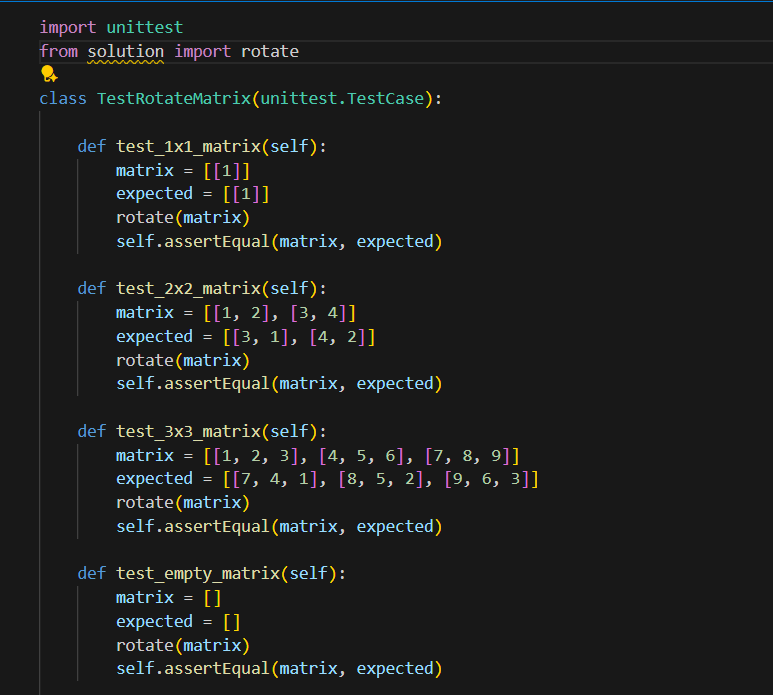 import unittest
from solution import rotate
class TestRotateMatrix(unittest.TestCase):
def test_1x1_matrix(self):
matrix = [[1]]
expected = [[1]]
rotate(matrix)
self.assertEqual(matrix, expected)
def test_2x2_matrix(self):
matrix = [[1, 2], [3, 4]]
expected = [[3, 1], [4, 2]]
rotate(matrix)
self.assertEqual(matrix, expected)
def test_3x3_matrix(self):
matrix = [[1, 2, 3], [4, 5, 6], [7, 8, 9]]
expected = [[7, 4, 1], [8, 5, 2], [9, 6, 3]]
rotate(matrix)
self.assertEqual(matrix, expected)
def test_empty_matrix(self):
matrix = []
expected = []
rotate(matrix)
self.assertEqual(matrix, expected)